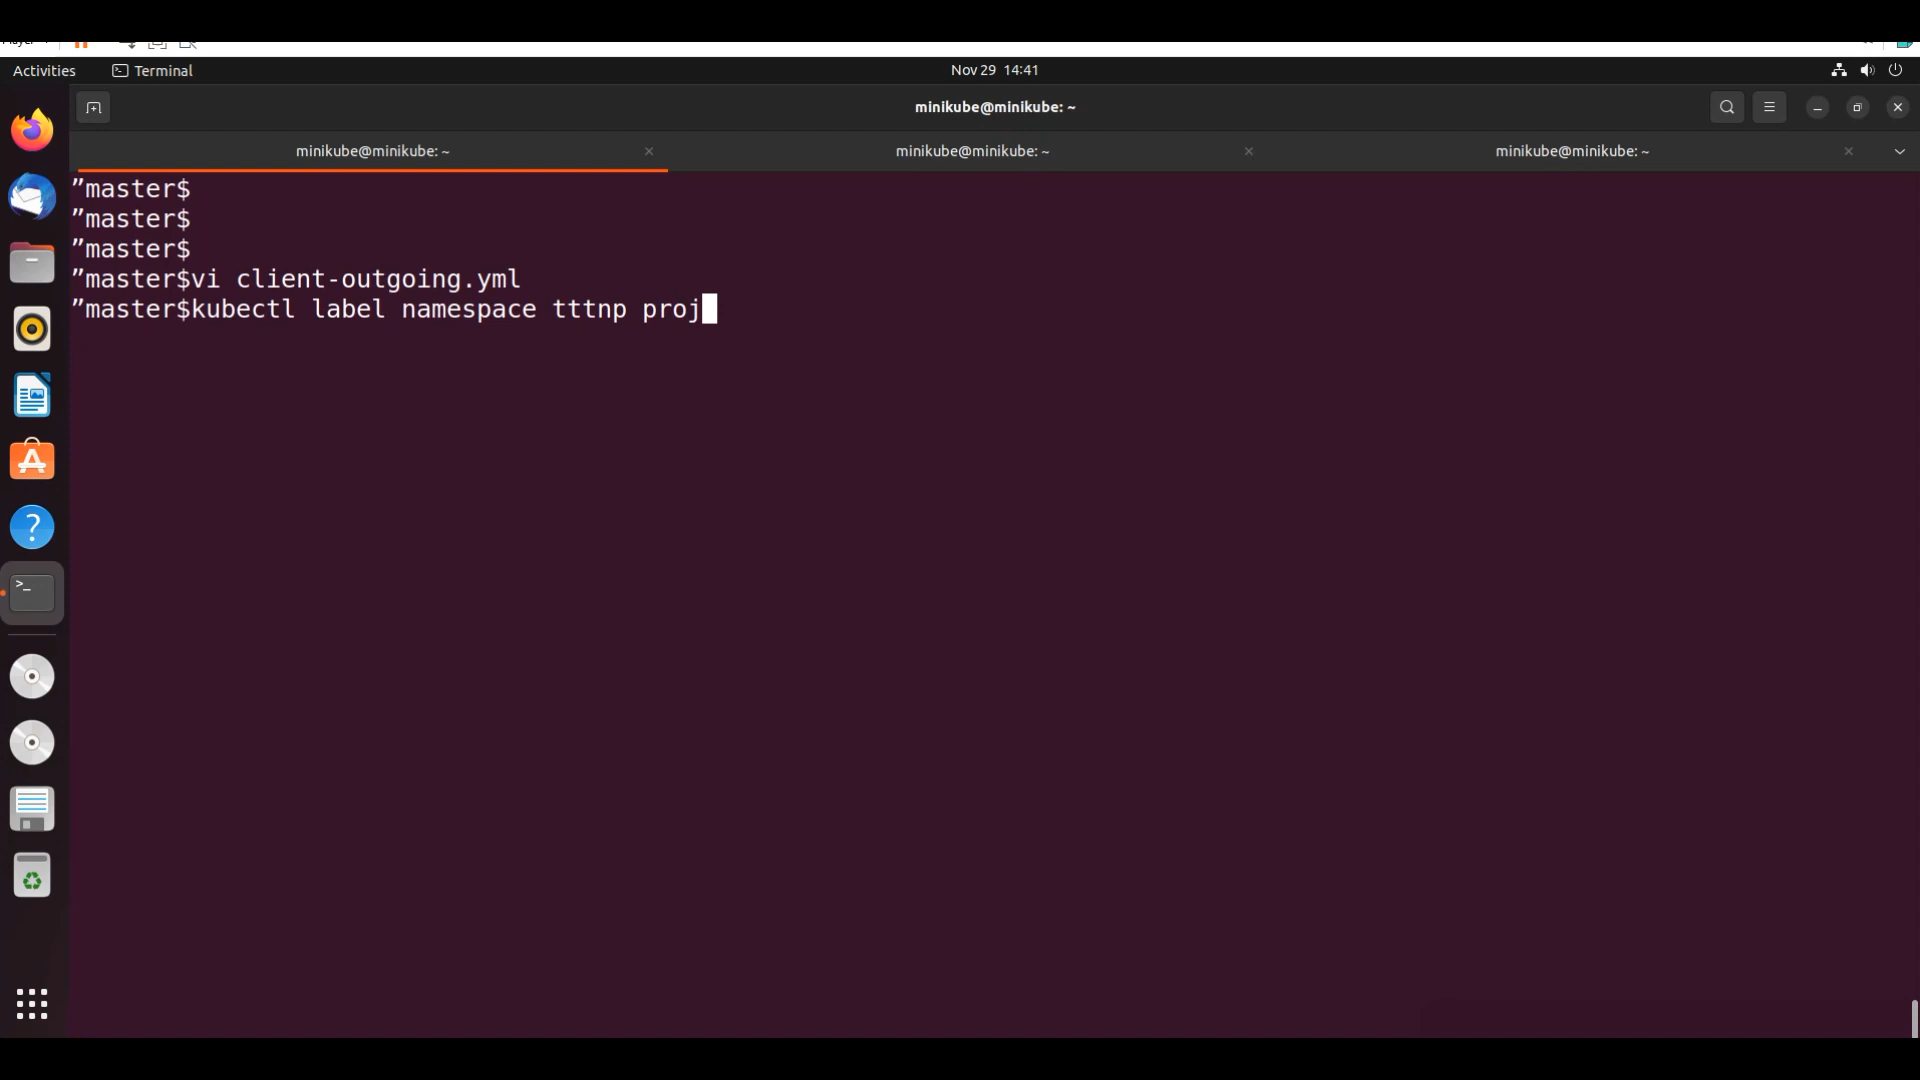 Activities
Terminal
Nov 29 14:41
minikube@minikube: ~
minikube@minikube: ~
minikube@minikube: ~
minikube@minikube: ~
”master$
”master$
”master$
”master$vi client-outgoing.yml
”master$kubectl label namespace tttnp proj